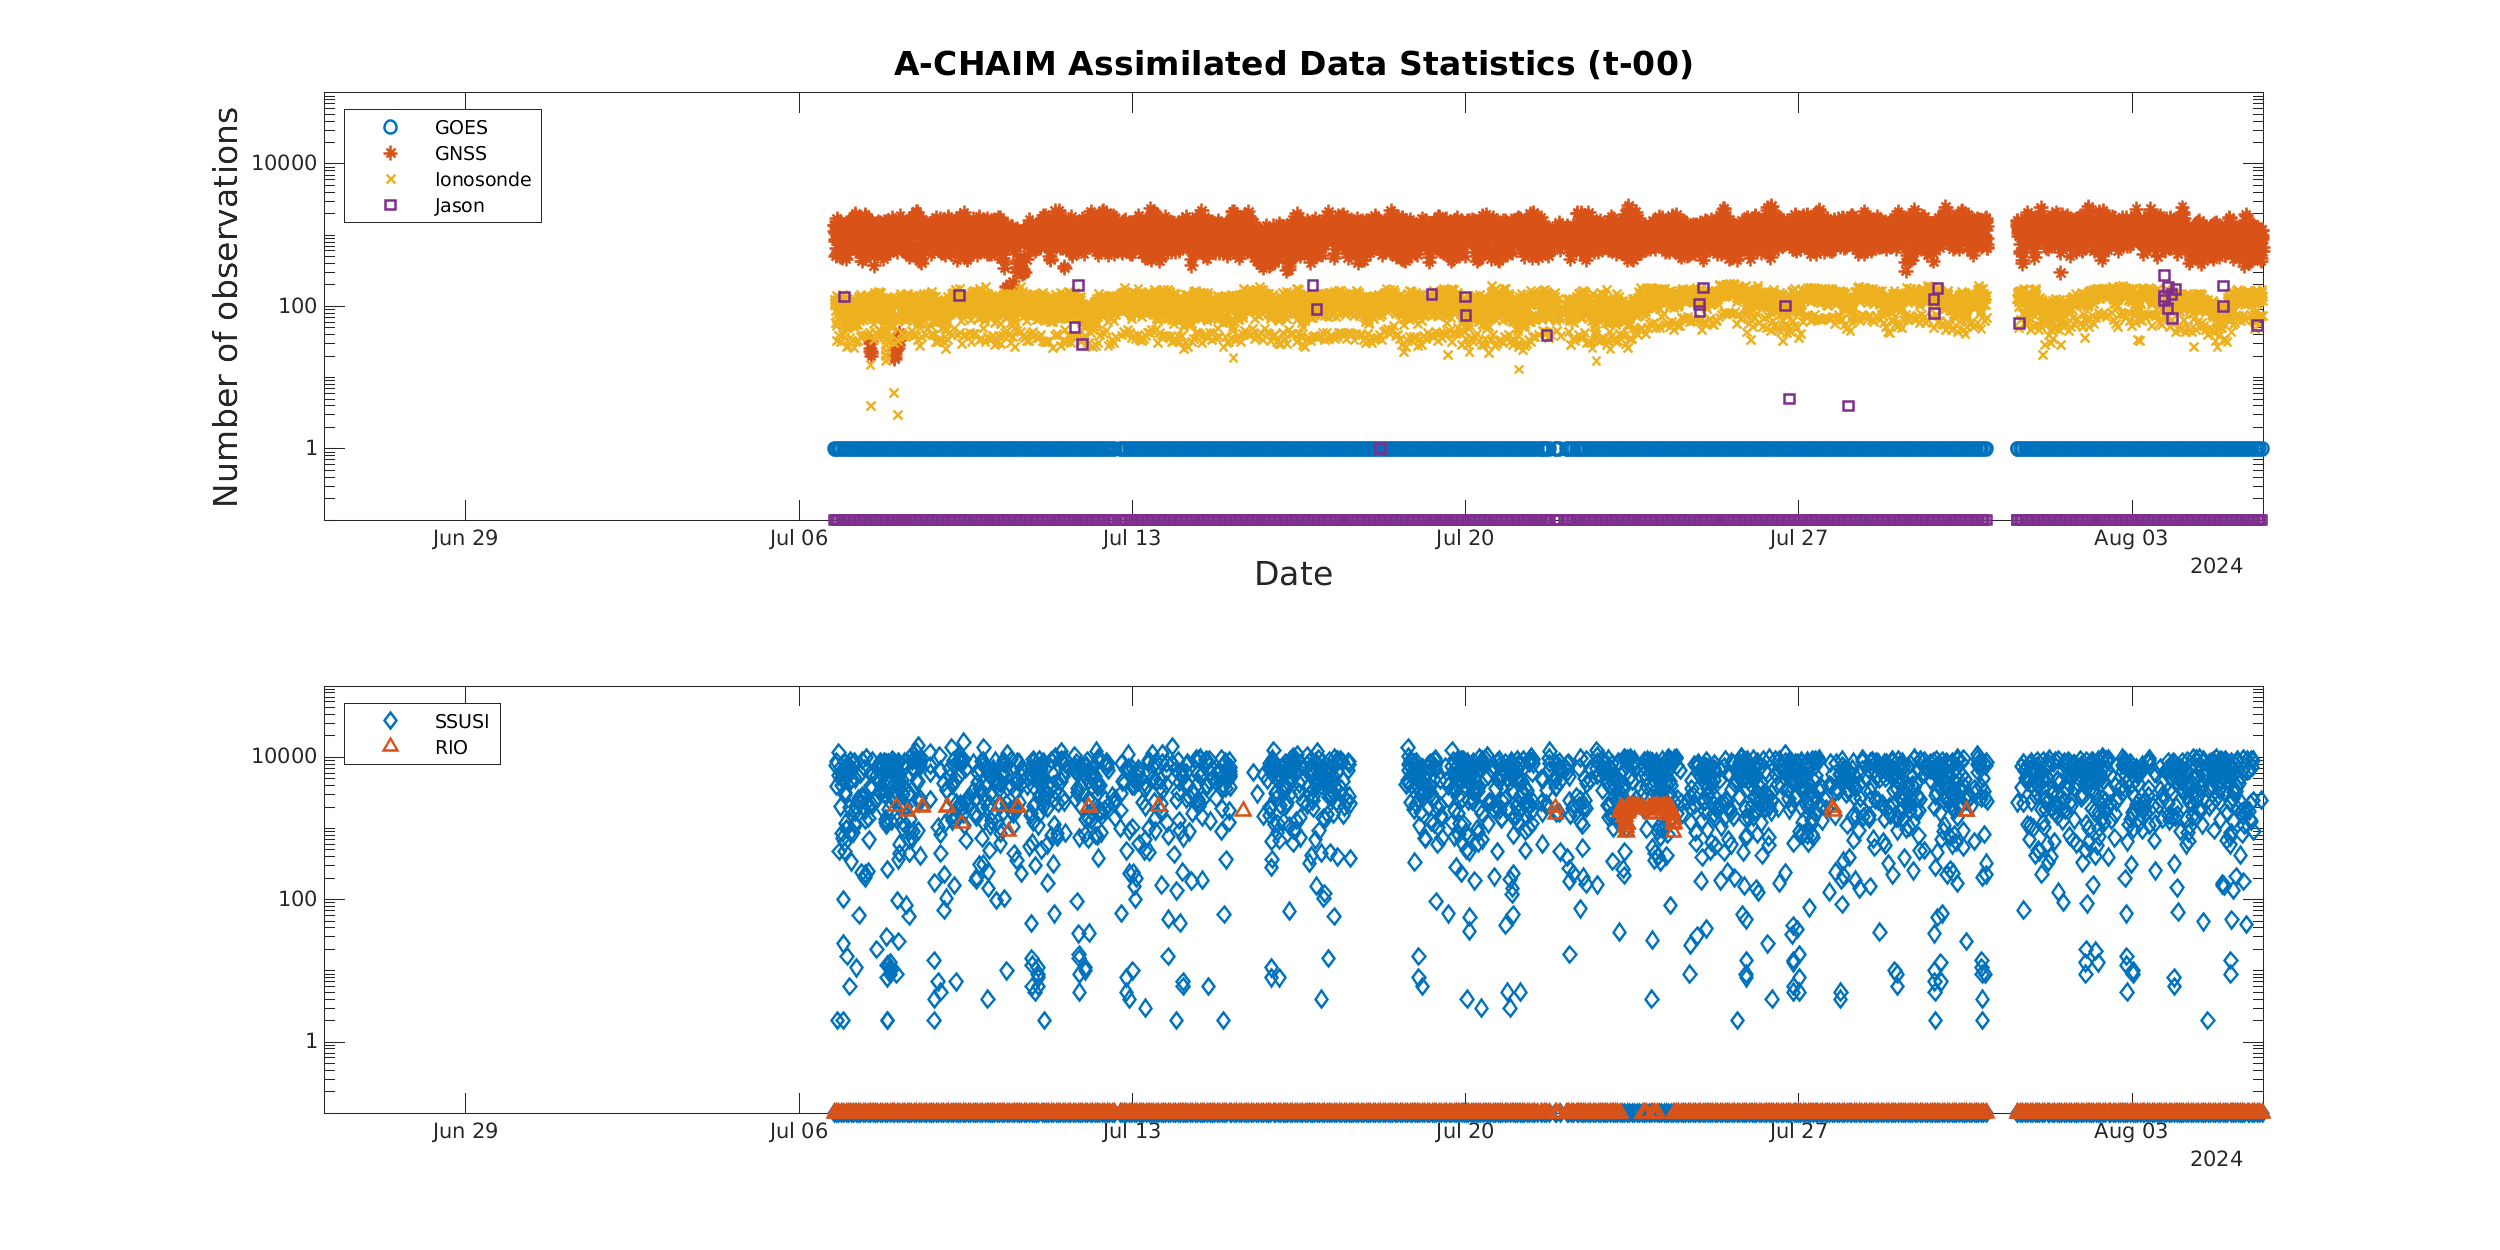 A-CHAIM Assimilated Data Statistics (t-00)
Number of observations
10000
100
1
GOES
GNSS
Ionosonde
Jason
Jun 29
Jul 06
Jul 13
Jul 20
Jul 27
Aug 03
2024
Date
10000
100
1
SSUSI
RIO
Jun 29
Jul 06
Jul 13
Jul 20
Jul 27
Aug 03
2024